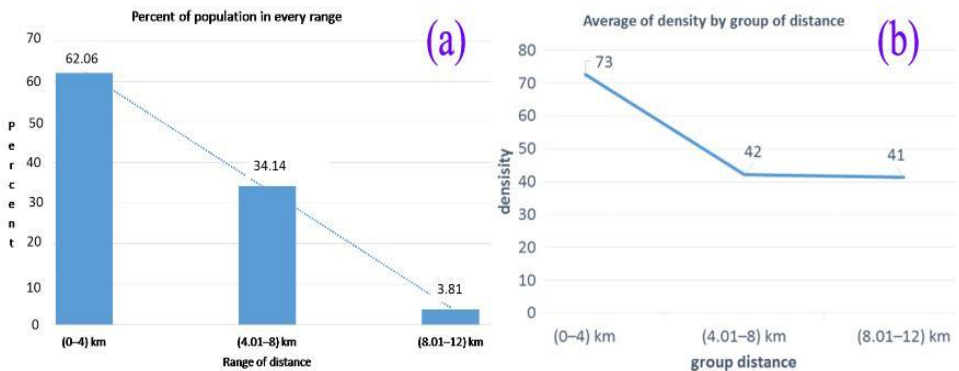 Percent of population in every range
(a)
70
60
50
40
30
20
10
0
Percent
62.06
34.14
3.81
(0–4) km
(4.01–8) km
(8.01–12) km
Range of distance
Average of density by group of distance
(b)
80
70
60
50
40
30
20
10
0
densisity
73
42
41
(0–4) km
(4.01–8) km
(8.01–12) km
group distance